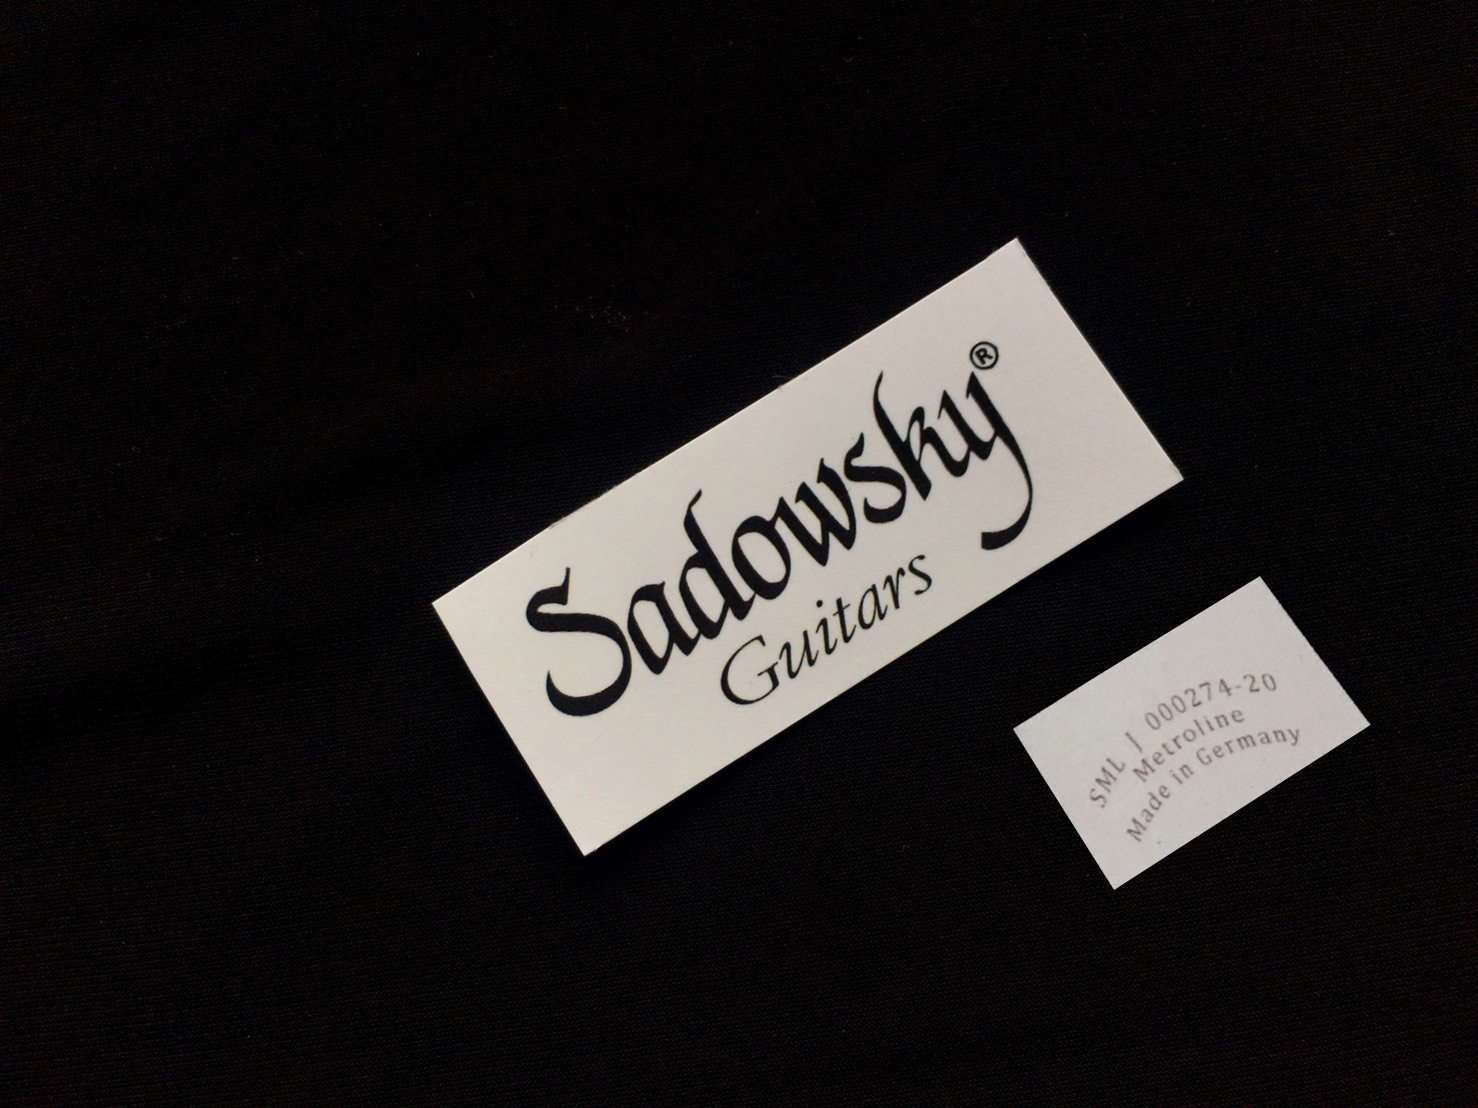 Sadowsky®
Guitars
SML | 000274-20
Metroline
Made in Germany